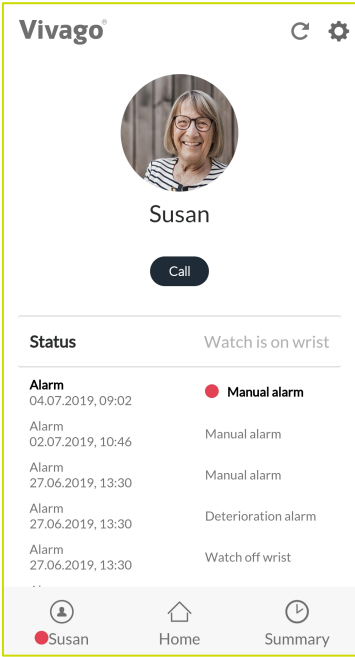 Vivago®
Susan
Call
Status Watch is on wrist
Alarm
04.07.2019, 09:02 Manual alarm
Alarm
02.07.2019, 10:46 Manual alarm
Alarm
27.06.2019, 13:30 Manual alarm
Alarm
27.06.2019, 13:30 Deterioration alarm
Alarm
27.06.2019, 13:30 Watch off wrist
Susan Home Summary